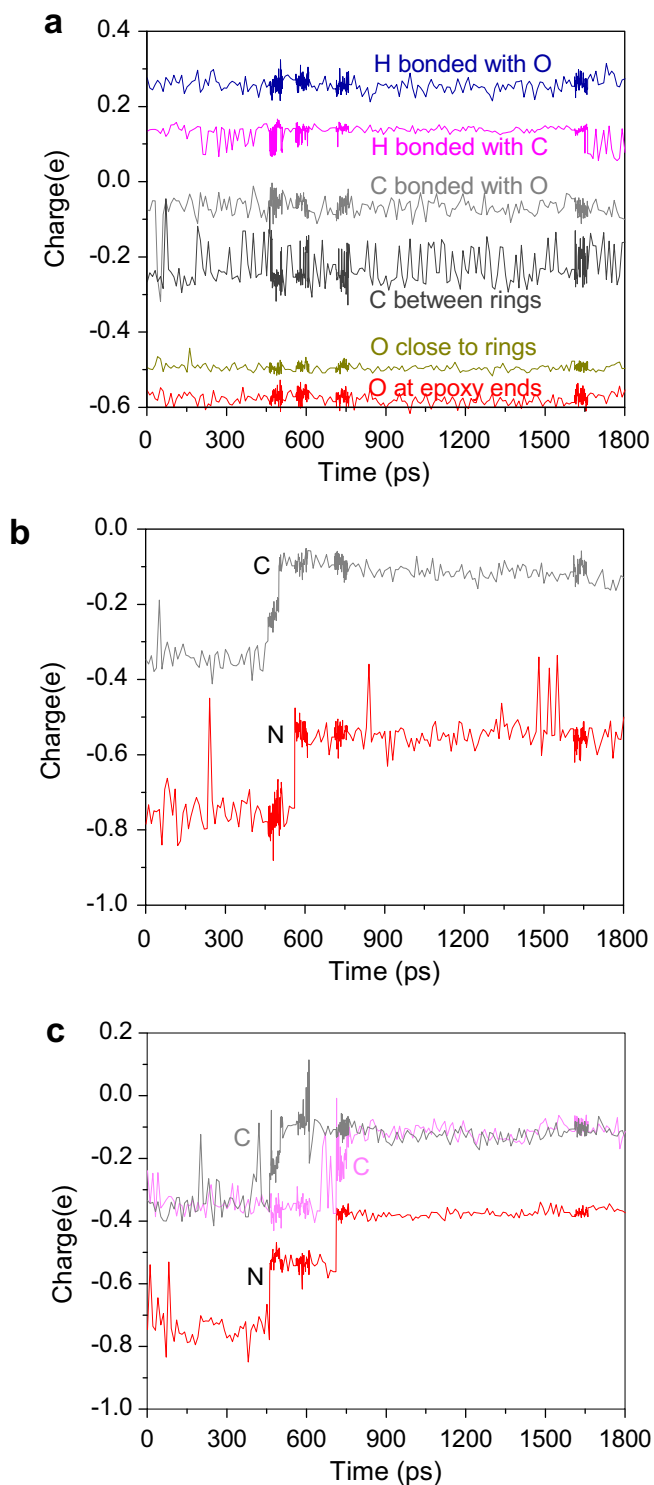 a
0.4
0.2
0.0
-0.2
-0.4
-0.6
Charge(e)
H bonded with O
H bonded with C
C bonded with O
C between rings
O close to rings
O at epoxy ends
0 300 600 900 1200 1500 1800
Time (ps)
b
0.0
-0.2
-0.4
-0.6
-0.8
-1.0
Charge(e)
C
N
0 300 600 900 1200 1500 1800
Time (ps)
c
0.2
0.0
-0.2
-0.4
-0.6
-0.8
-1.0
Charge(e)
C
C
N
0 300 600 900 1200 1500 1800
Time (ps)